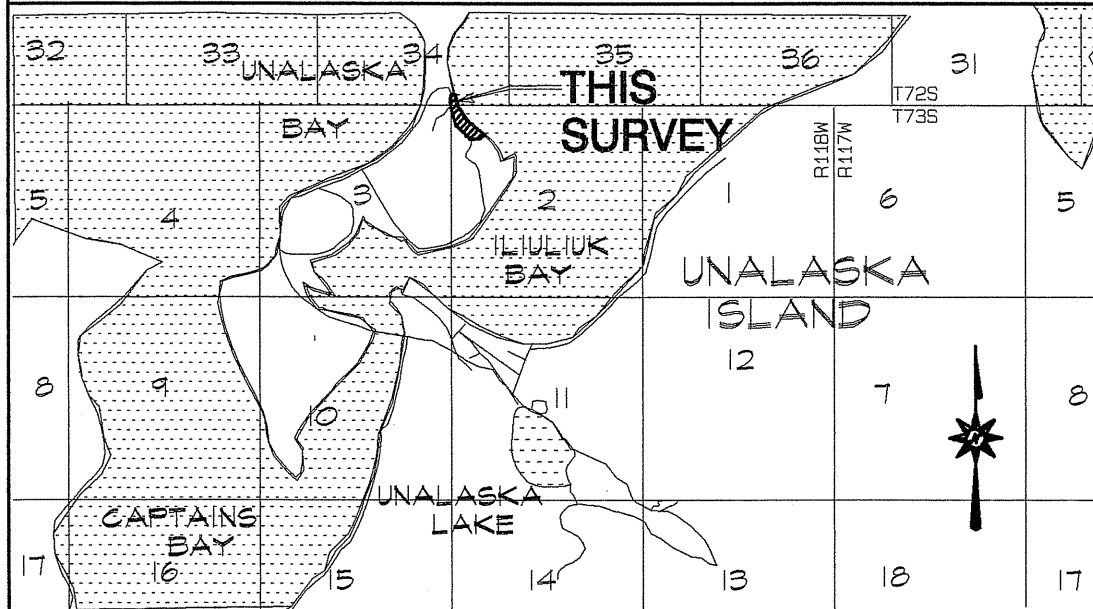 32 33 34 35 36 31
UNALASKA
BAY
THIS
SURVEY
T72S
T73S
R118W
R117W
5 4 3 2 1 6 5
ILIULIUK
BAY
UNALASKA
ISLAND
8 9 10 11 12 7 8
N
UNALASKA
LAKE
CAPTAINS
BAY
17 16 15 14 13 18 17